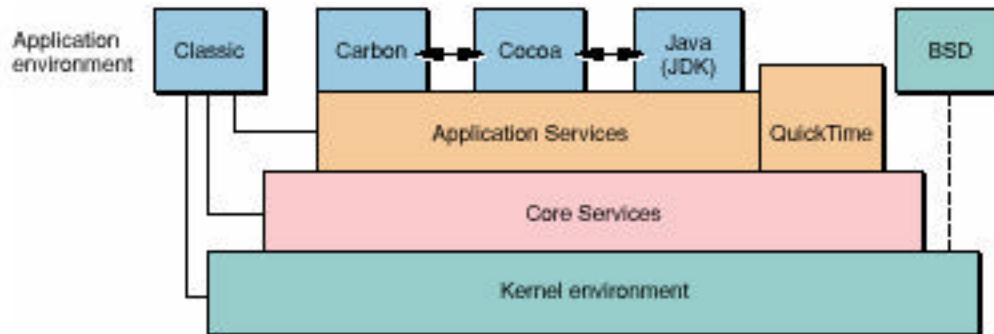 Application
environment
Classic
Carbon
Cocoa
Java
(JDK)
BSD
Application Services
QuickTime
Core Services
Kernel environment